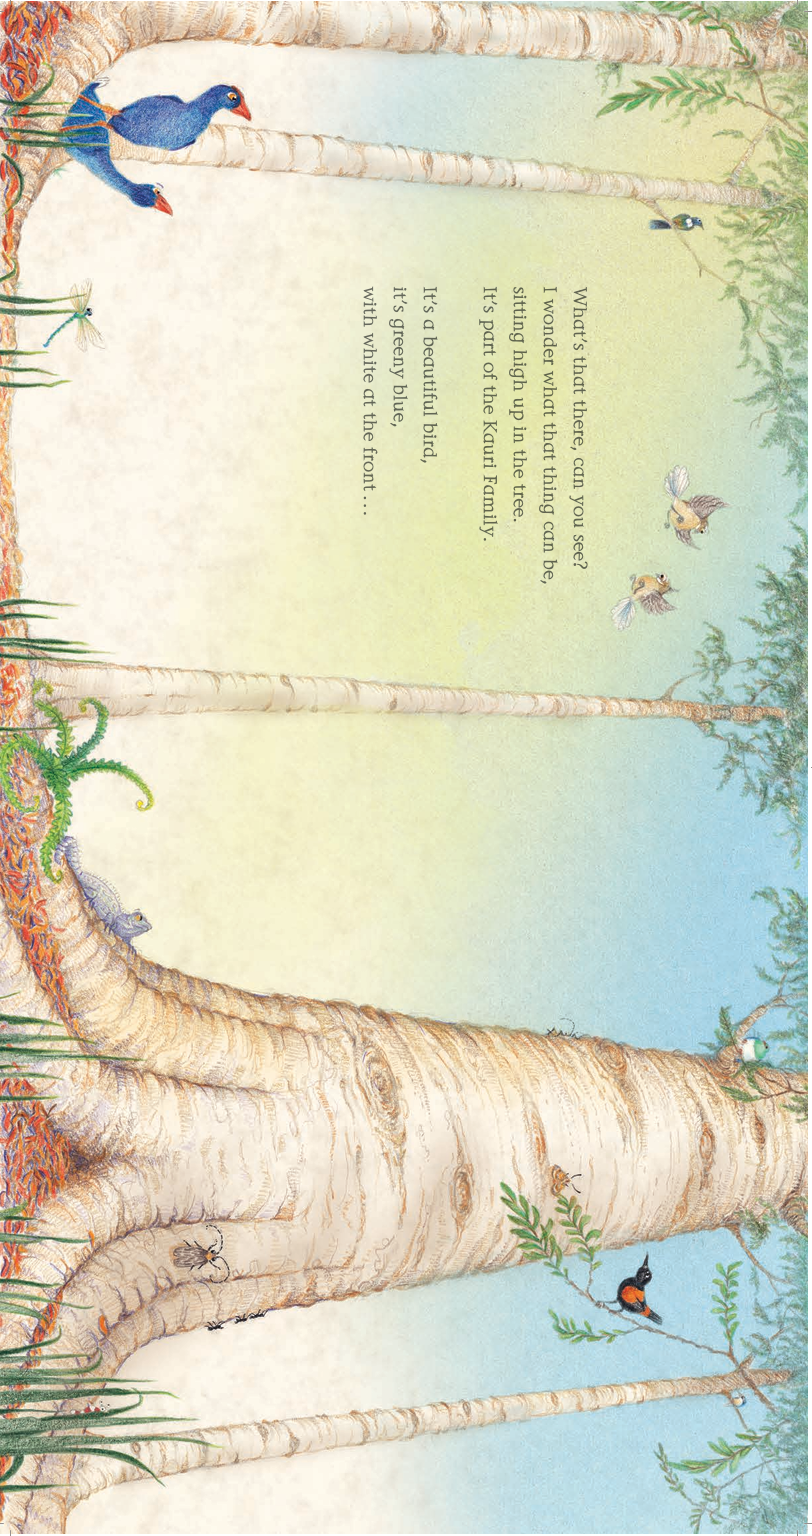 What's that there, can you see?
I wonder what that thing can be,
sitting high up in the tree.
It's part of the Kauri Family.
It's a beautiful bird,
it's greeny blue,
with white at the front ...